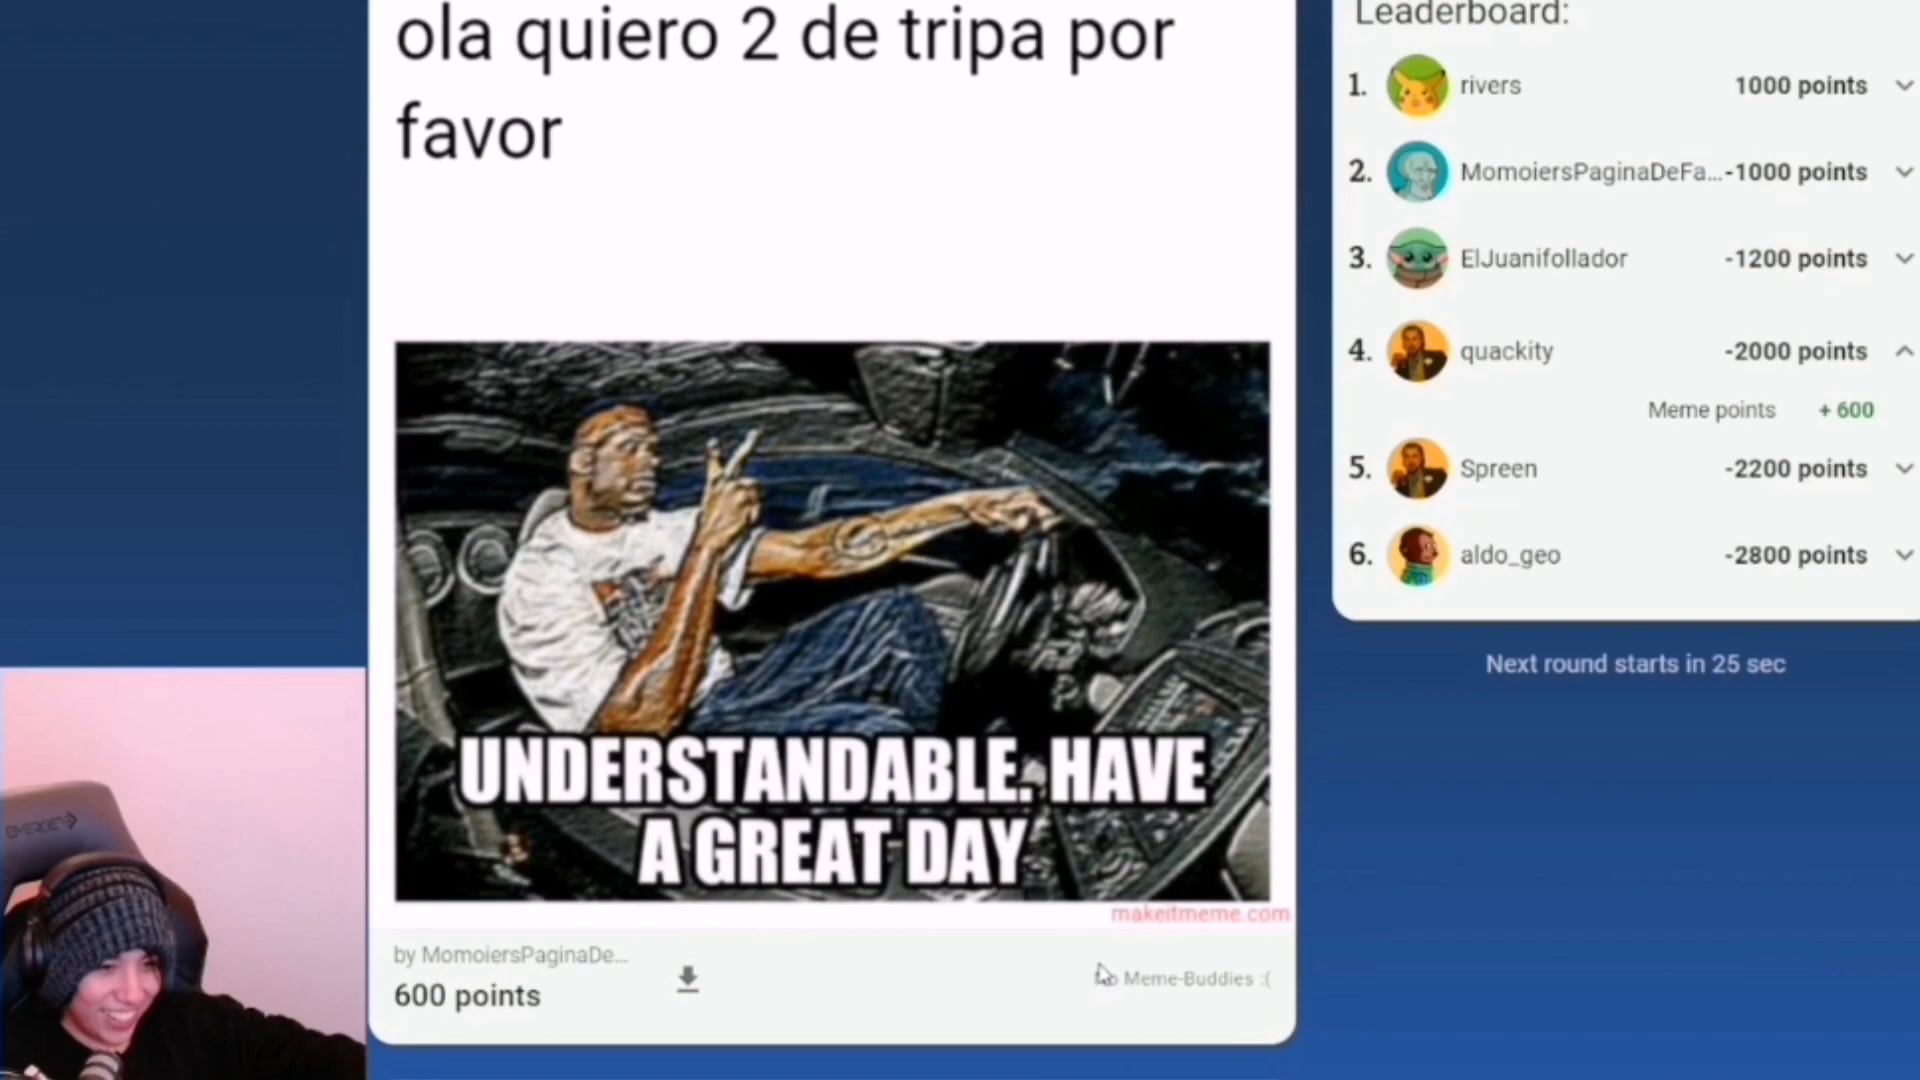 ola quiero 2 de tripa por
favor
UNDERSTANDABLE. HAVE
A GREAT DAY
makeitmeme.com
by MomoiersPaginaDe...
600 points
Meme-Buddies :(
Leaderboard:
1. rivers 1000 points
2. MomoiersPaginaDeFa... -1000 points
3. ElJuanifollador -1200 points
4. quackity -2000 points
Meme points + 600
5. Spreen -2200 points
6. aldo_geo -2800 points
Next round starts in 25 sec